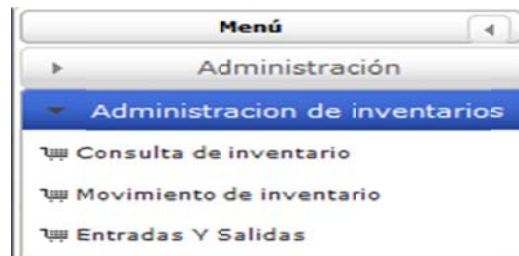 Menú
Administración
Administracion de inventarios
Consulta de inventario
Movimiento de inventario
Entradas Y Salidas